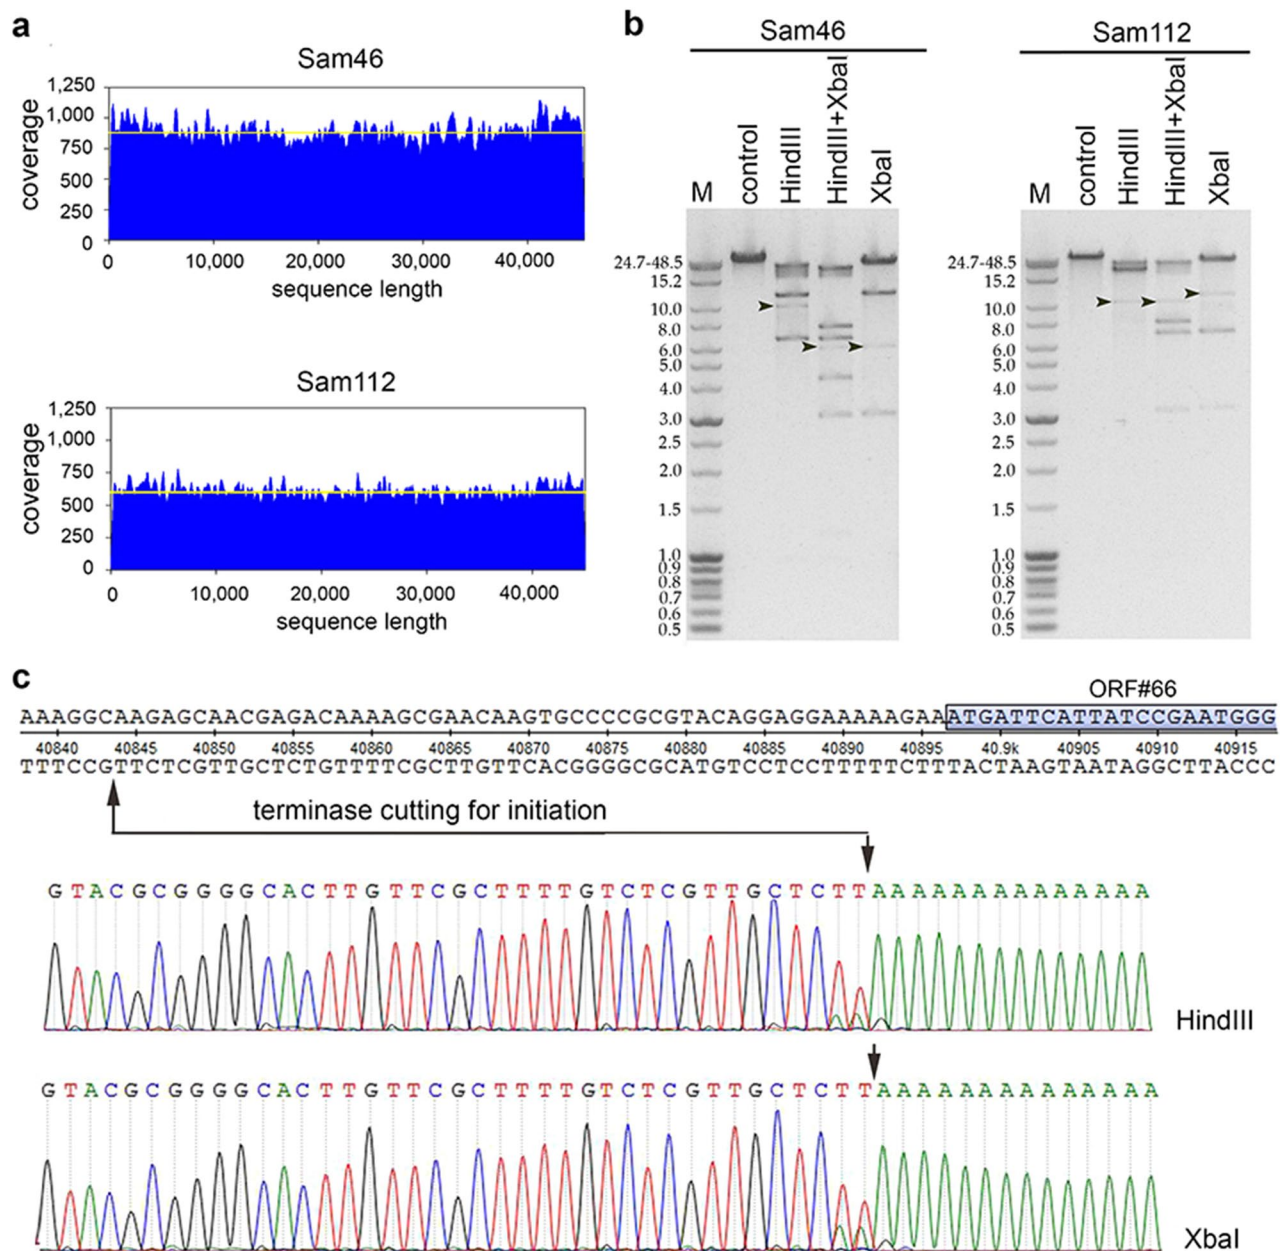 a
Sam46
1,250
1,000
750
500
250
0
coverage
0 10,000 20,000 30,000 40,000
sequence length
Sam112
1,250
1,000
750
500
250
0
coverage
0 10,000 20,000 30,000 40,000
sequence length
b
Sam46
M control HindIII HindIII+XbaI XbaI
24.7-48.5
15.2
10.0
8.0
6.0
5.0
4.0
3.0
2.5
2.0
1.5
1.0
0.9
0.8
0.7
0.6
0.5
Sam112
M control HindIII HindIII+XbaI XbaI
24.7-48.5
15.2
10.0
8.0
6.0
5.0
4.0
3.0
2.5
2.0
1.5
1.0
0.9
0.8
0.7
0.6
0.5
c
ORF#66
AAAGGCAAGAGCAACGAGACAAAAGCGAACAAGTGCCCCGCGTACAGGAGGAAAAAGAAATGATTCATTATCCGAATGGG
40840 40845 40850 40855 40860 40865 40870 40875 40880 40885 40890 40895 40.9k 40905 40910 40915
TTTCCGTTCTCGTTGCTCTGTTTTCGCTTGTTCACGGGGCGCATGTCCTCCTTTTTCTTTACTAAGTAATAGGCTTACCC
terminase cutting for initiation
G T A C G C G G G G C A C T T G T T C G C T T T T G T C T C G T T G C T C T T A A A A A A A A A A A A A A
HindIII
G T A C G C G G G G C A C T T G T T C G C T T T T G T C T C G T T G C T C T T A A A A A A A A A A A A A A
XbaI